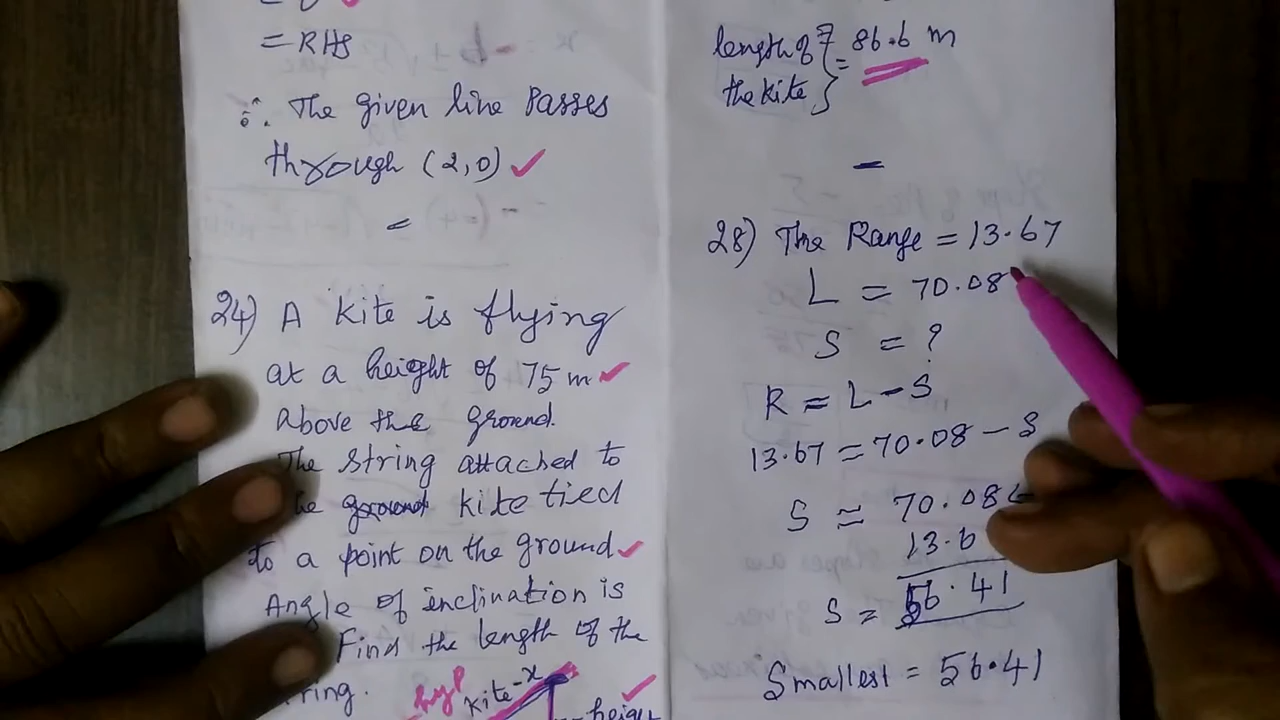 = RHS
∴ The given line Passes
through (2,0) ✓
=
24) A kite is flying
at a height of 75 m ✓
above the ground.
The string attached to
kite tied
to a point on the ground ✓
Angle of inclination is
Find the length of the
hyp kite - x
height
length of } = 86.6 m
the kite
28) The Range = 13.67
L = 70.08
S = ?
R = L - S
13.67 = 70.08 - S
S = 70.08
13.6
S = 56.41
Smallest = 56.41